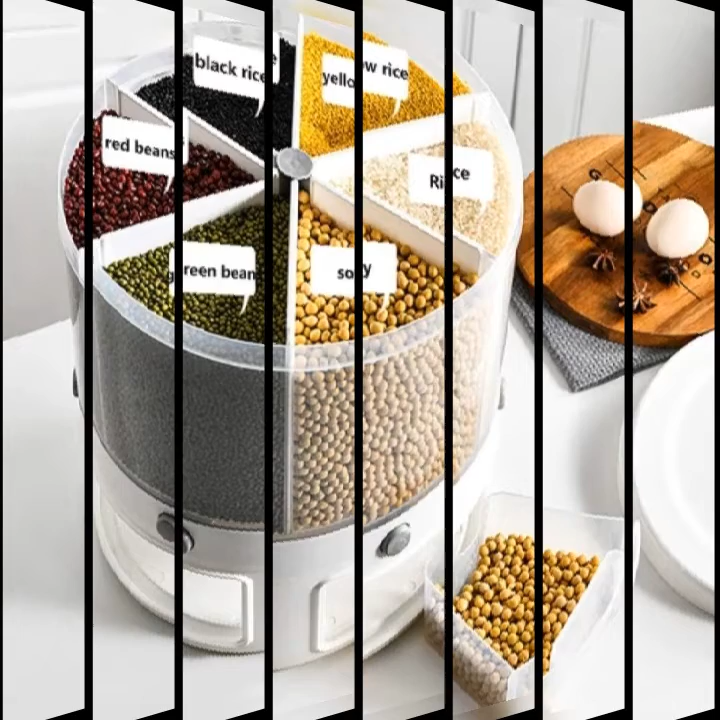 black rice
yellow rice
red beans
Rice
green bean
soy